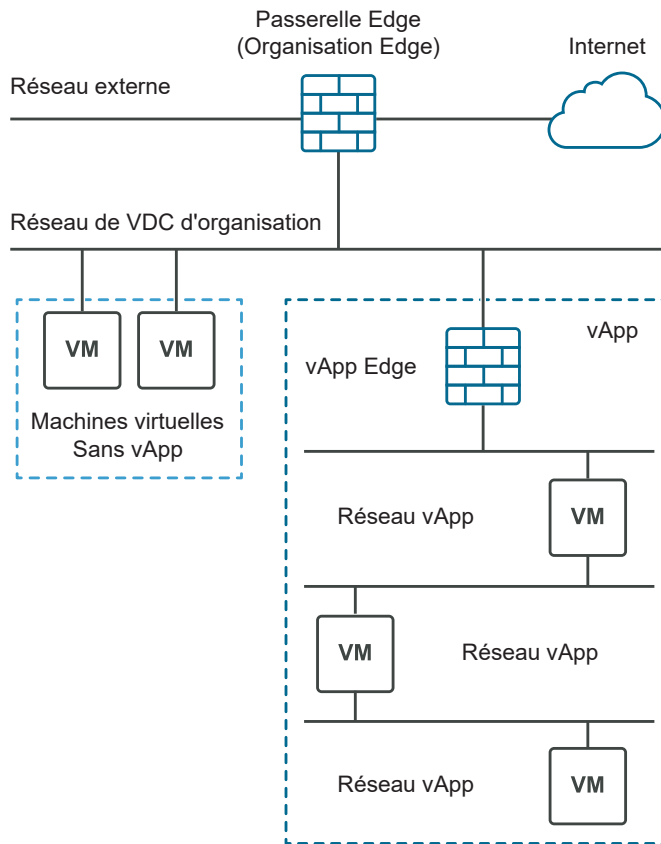 Passerelle Edge
(Organisation Edge)
Internet
Réseau externe
Réseau de VDC d'organisation
VM
VM
Machines virtuelles
Sans vApp
vApp
vApp Edge
Réseau vApp
VM
VM
Réseau vApp
Réseau vApp
VM